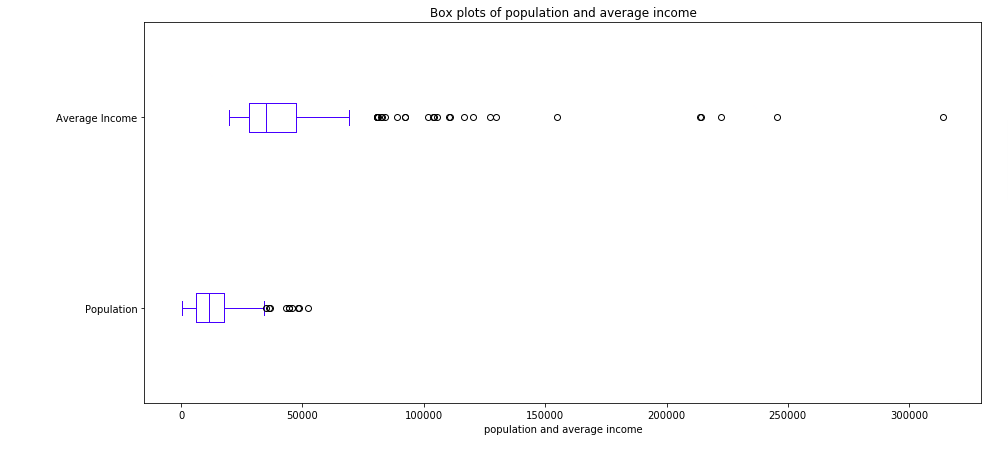 Box plots of population and average income
Average Income
Population
0 50000 100000 150000 200000 250000 300000
population and average income